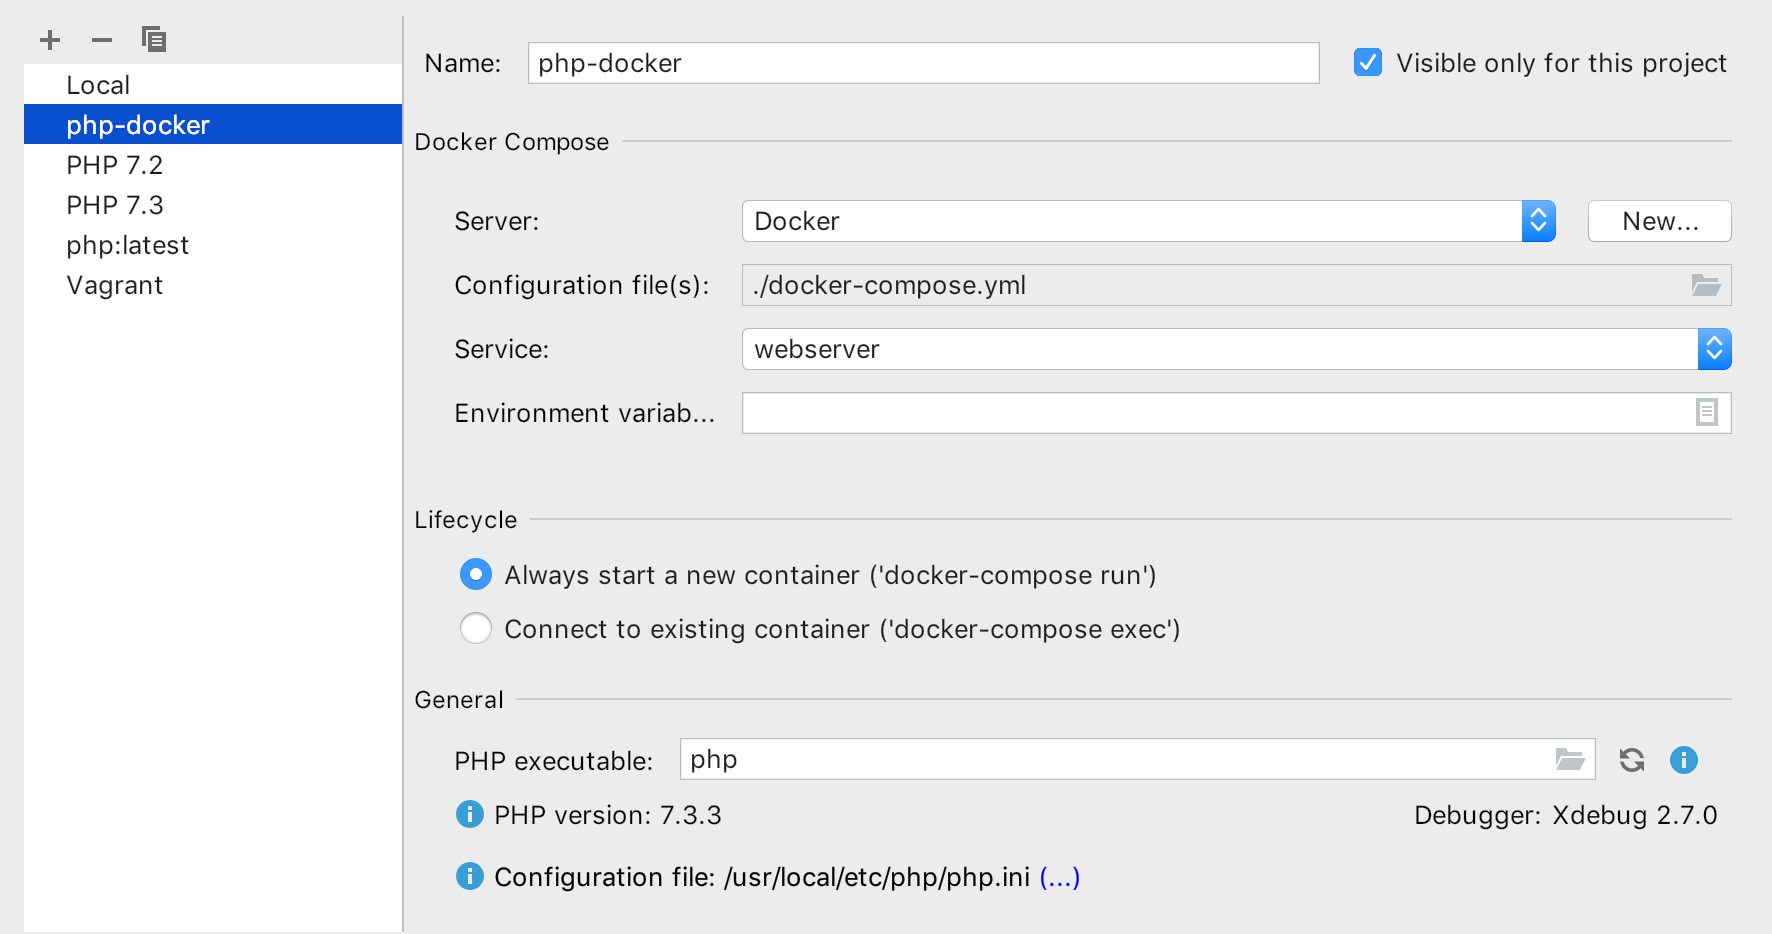 Local
php-docker
PHP 7.2
PHP 7.3
php:latest
Vagrant
Name: php-docker Visible only for this project
Docker Compose
Server: Docker New...
Configuration file(s): ./docker-compose.yml
Service: webserver
Environment variab...
Lifecycle
Always start a new container ('docker-compose run')
Connect to existing container ('docker-compose exec')
General
PHP executable: php
PHP version: 7.3.3 Debugger: Xdebug 2.7.0
Configuration file: /usr/local/etc/php/php.ini (...)